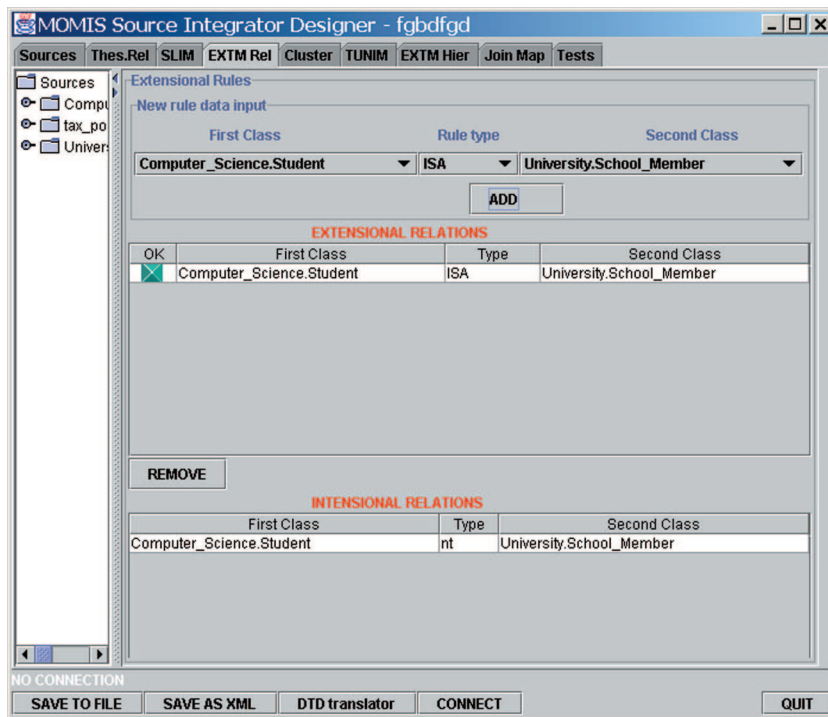 MOMIS Source Integrator Designer - fgbdfgd
Sources Thes.Rel SLIM EXTM Rel Cluster TUNIM EXTM Hier Join Map Tests
Sources
Compu
tax_po
Univer
Extensional Rules
New rule data input
First Class Rule type Second Class
Computer_Science.Student ISA University.School_Member
ADD
EXTENSIONAL RELATIONS
OK First Class Type Second Class
Computer_Science.Student ISA University.School_Member
REMOVE
INTENSIONAL RELATIONS
First Class Type Second Class
Computer_Science.Student nt University.School_Member
NO CONNECTION
SAVE TO FILE SAVE AS XML DTD translator CONNECT QUIT